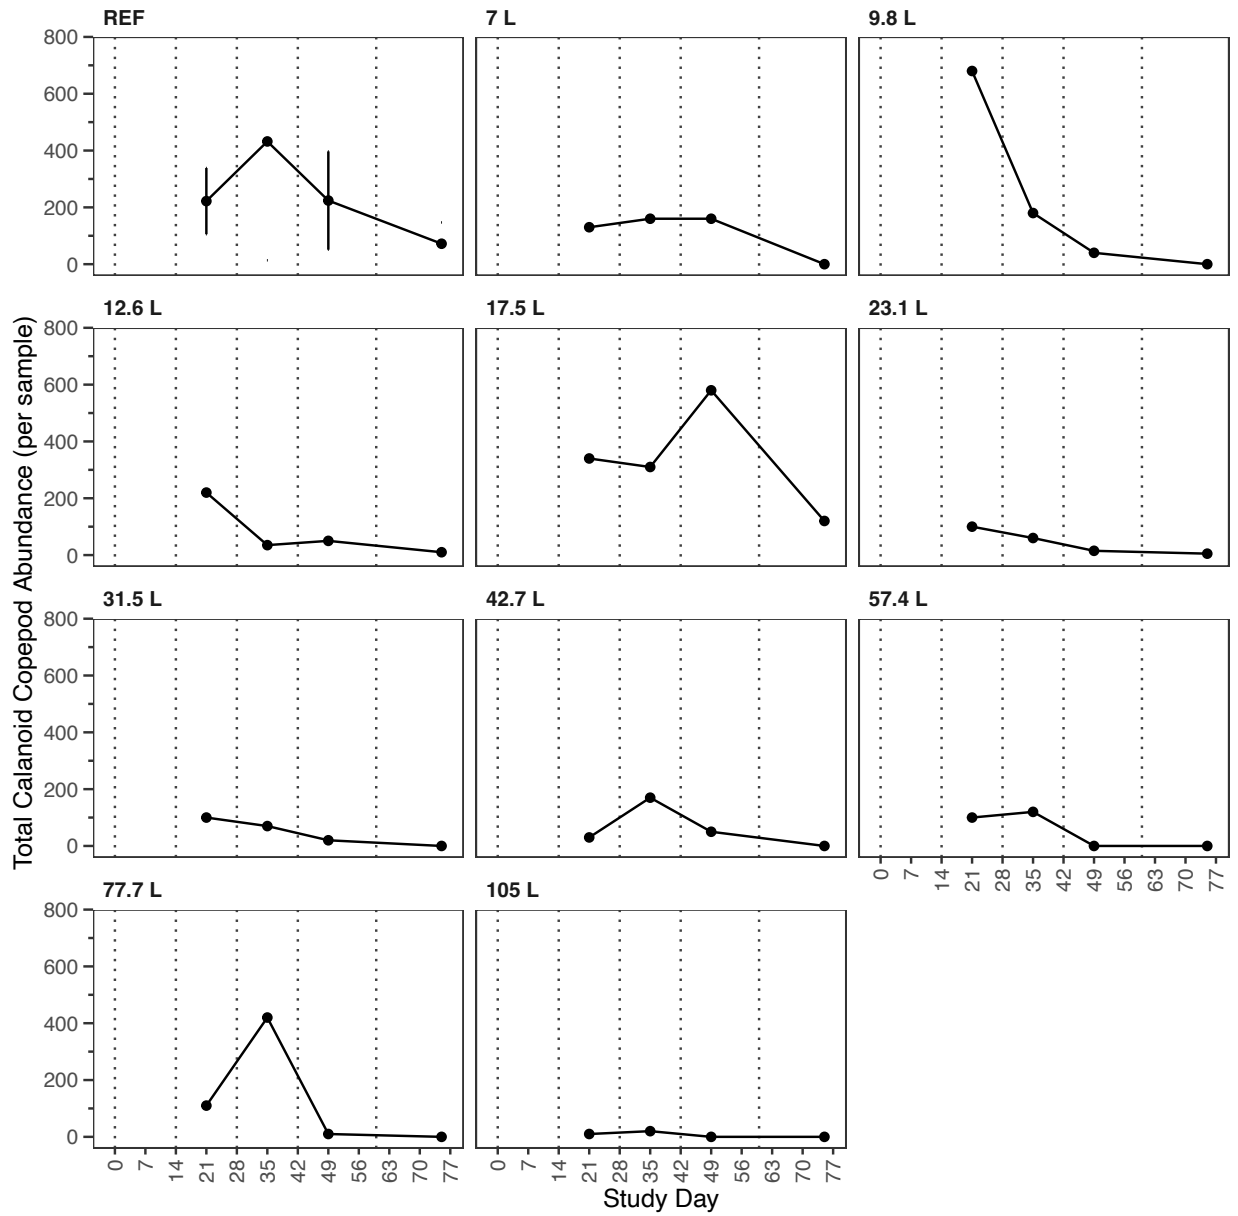 REF 7 L 9.8 L
800
600
400
200
0
12.6 L 17.5 L 23.1 L
800
600
400
200
0
Total Calanoid Copepod Abundance (per sample)
31.5 L 42.7 L 57.4 L
800
600
400
200
0
0 7 14 21 28 35 42 49 56 63 70 77
77.7 L 105 L
800
600
400
200
0
0 7 14 21 28 35 42 49 56 63 70 77 0 7 14 21 28 35 42 49 56 63 70 77
Study Day